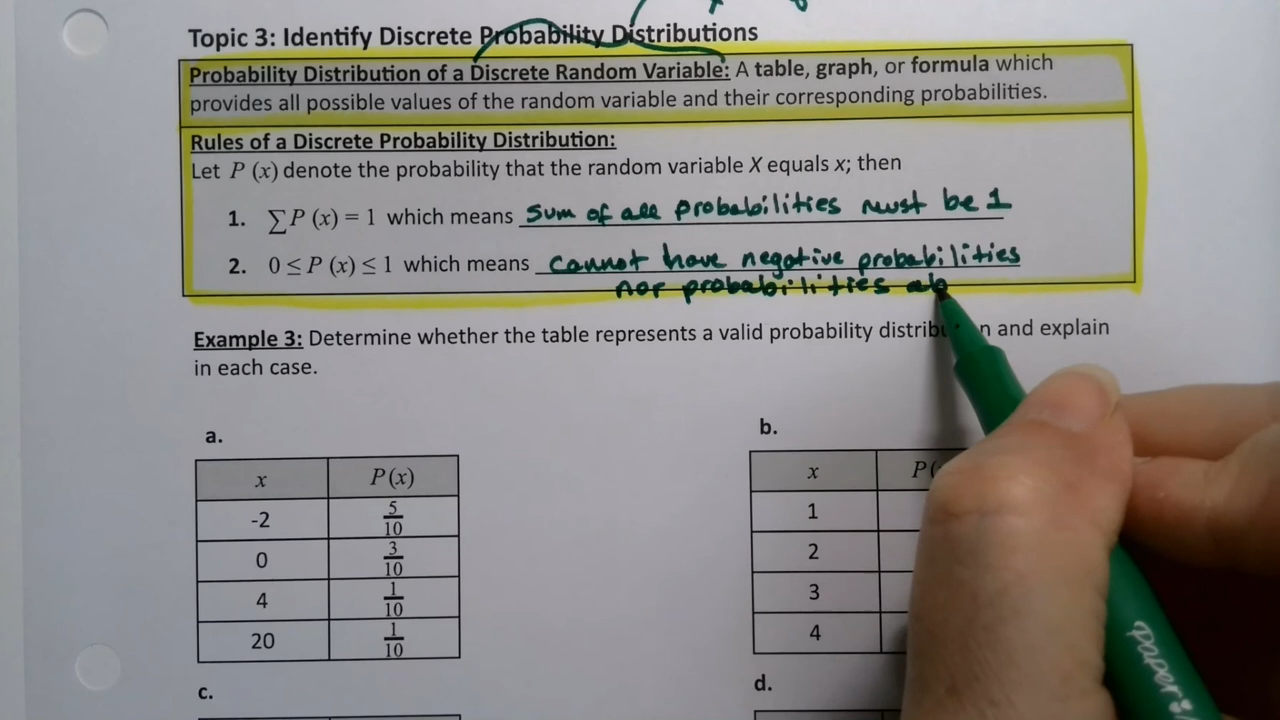 Topic 3: Identify Discrete Probability Distributions
Probability Distribution of a Discrete Random Variable: A table, graph, or formula which
provides all possible values of the random variable and their corresponding probabilities.
Rules of a Discrete Probability Distribution:
Let P (x) denote the probability that the random variable X equals x; then
1. ∑P (x) = 1 which means sum of all probabilities must be 1
2. 0 ≤ P (x) ≤ 1 which means cannot have negative probabilities
nor probabilities ab
Example 3: Determine whether the table represents a valid probability and explain
in each case.
a.
x P(x)
-2 5/10
0 3/10
4 1/10
20 1/10
b.
x
1
2
3
4
c.
d.
Paper